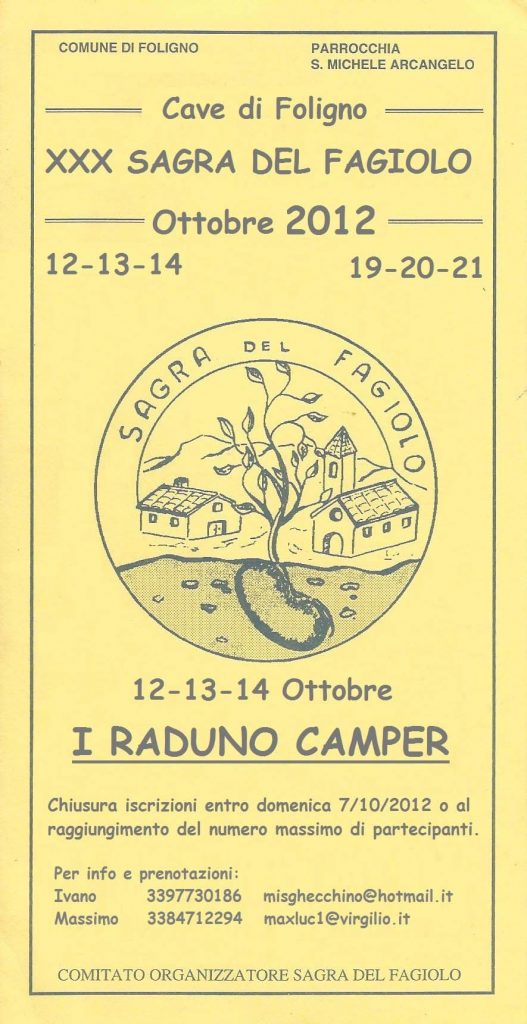 COMUNE DI FOLIGNO
PARROCCHIA
S. MICHELE ARCANGELO
Cave di Foligno
XXX SAGRA DEL FAGIOLO
Ottobre 2012
12-13-14
19-20-21
SAGRA DEL FAGIOLO
12-13-14 Ottobre
I RADUNO CAMPER
Chiusura iscrizioni entro domenica 7/10/2012 o al
raggiungimento del numero massimo di partecipanti.
Per info e prenotazioni:
Ivano 3397730186 misghecchino@hotmail.it
Massimo 3384712294 maxluc1@virgilio.it
COMITATO ORGANIZZATORE SAGRA DEL FAGIOLO